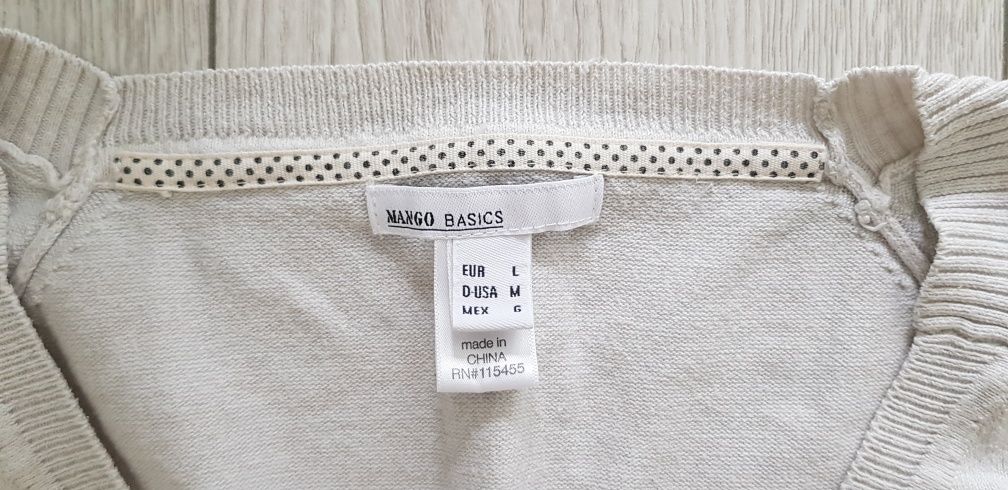 MANGO BASICS
EUR L
D-USA M
MEX G
made in
CHINA
RN#115455